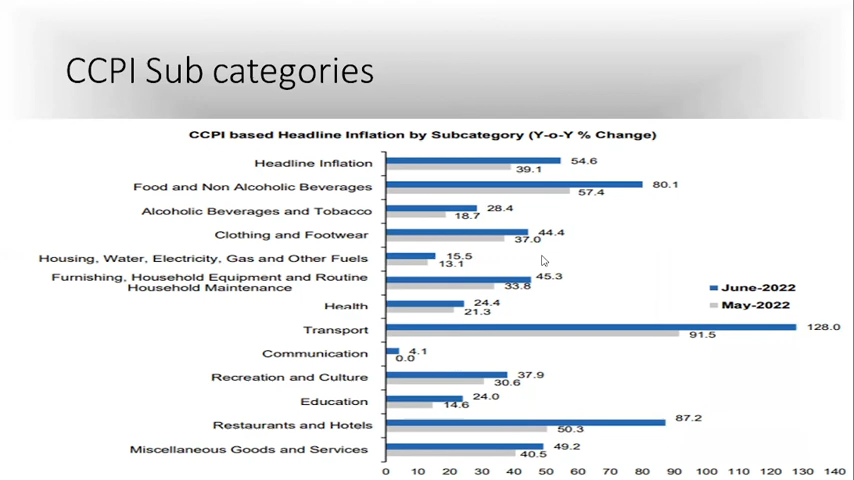 CCPI Sub categories
CCPI based Headline Inflation by Subcategory (Y-o-Y % Change)
Headline Inflation 54.6
39.1
Food and Non Alcoholic Beverages 80.1
57.4
Alcoholic Beverages and Tobacco 28.4
18.7
Clothing and Footwear 44.4
37.0
Housing, Water, Electricity, Gas and Other Fuels 15.5
13.1
Furnishing, Household Equipment and Routine 45.3
Household Maintenance 33.8
June-2022
Health 24.4
21.3
May-2022
Transport 128.0
91.5
Communication 4.1
0.0
Recreation and Culture 37.9
30.6
Education 24.0
14.6
Restaurants and Hotels 87.2
50.3
Miscellaneous Goods and Services 49.2
40.5
0 10 20 30 40 50 60 70 80 90 100 110 120 130 140